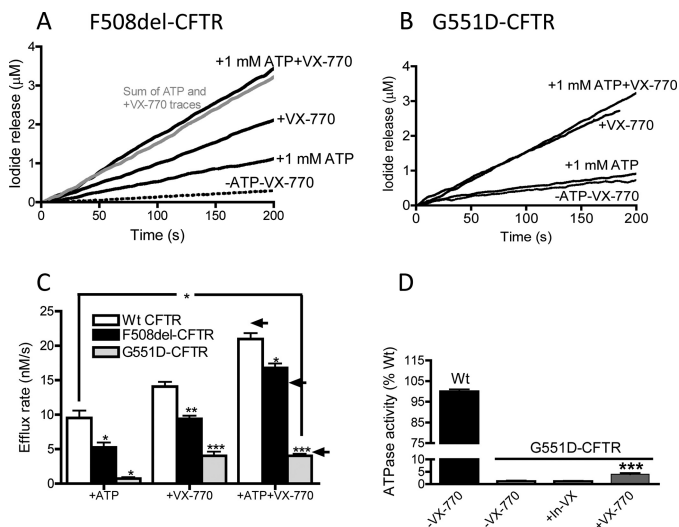 A F508del-CFTR
Iodide release (μM)
4
3
2
1
0
0 50 100 150 200
Time (s)
+1 mM ATP+VX-770
Sum of ATP and
+VX-770 traces
+VX-770
+1 mM ATP
-ATP-VX-770
B G551D-CFTR
Iodide release (μM)
4
3
2
1
0
0 50 100 150 200
Time (s)
+1 mM ATP+VX-770
+VX-770
+1 mM ATP
-ATP-VX-770
C
Efflux rate (nM/s)
25
20
15
10
5
0
*
Wt CFTR
F508del-CFTR
G551D-CFTR
* *
** ***
* ***
+ATP +VX-770 +ATP+VX-770
D
ATPase activity (% Wt)
115
105
95
85
75
10
5
0
Wt
G551D-CFTR
***
-VX-770 -VX-770 +In-VX +VX-770